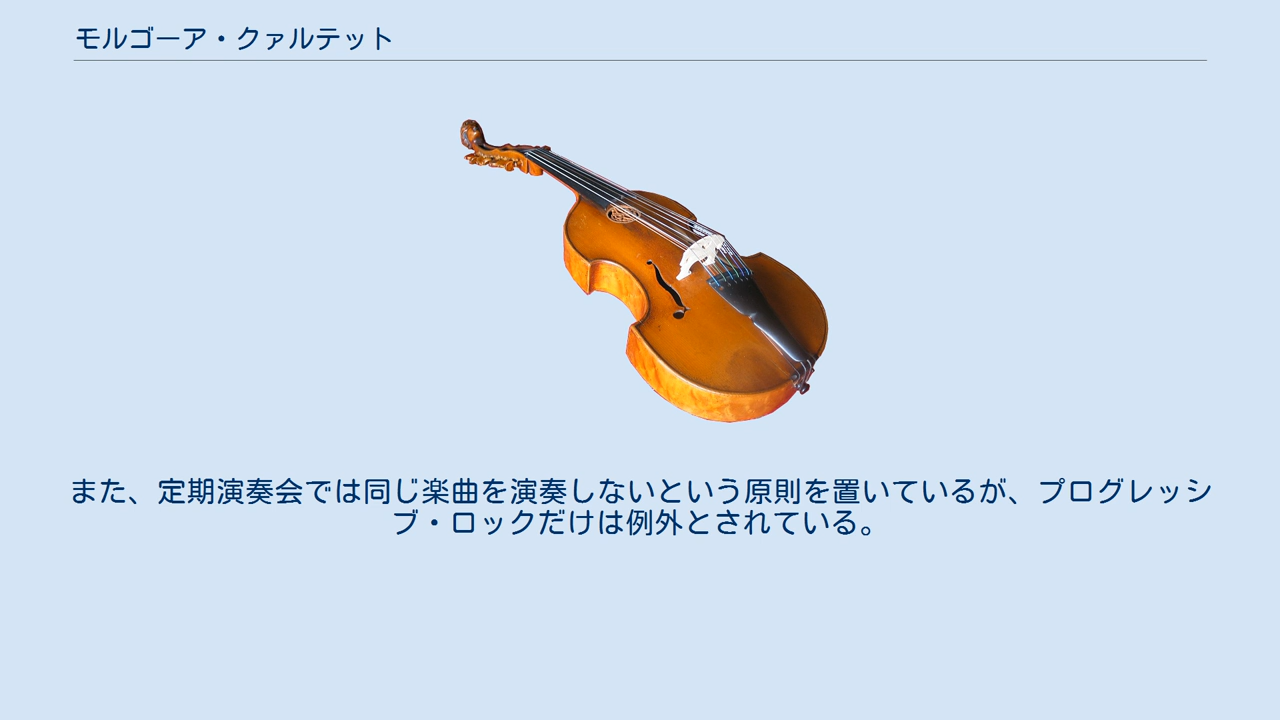 モルゴーア・クァルテット
また、定期演奏会では同じ楽曲を演奏しないという原則を置いているが、プログレッシ
ブ・ロックだけは例外とされている。